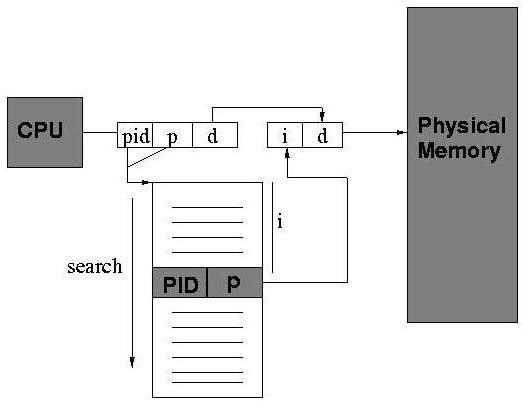 CPU
pid p d
i d
Physical
Memory
search
i
PID p